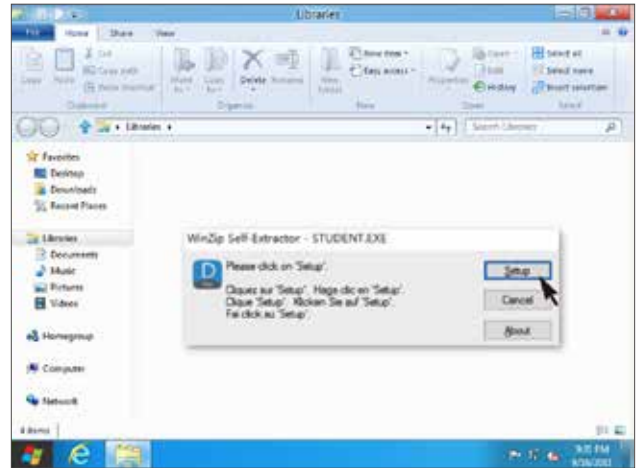 Libraries
File Home Share View
Copy Paste
Cut
Copy path
Paste shortcut
Clipboard
Move to
Copy to
Delete Rename
Organize
New folder
New item
Easy access
New
Properties
Open
Edit
History
Open
Select all
Select none
Invert selection
Select
Libraries
Search Libraries
Favorites
Desktop
Downloads
Recent Places
Libraries
Documents
Music
Pictures
Videos
Homegroup
Computer
Network
WinZip Self-Extractor - STUDENT.EXE
Please click on 'Setup'.
Cliquez sur 'Setup'. Haga clic en 'Setup'.
Clique 'Setup'. Klicken Sie auf 'Setup'.
Fai click su 'Setup'.
Setup
Cancel
About
4 items
PM